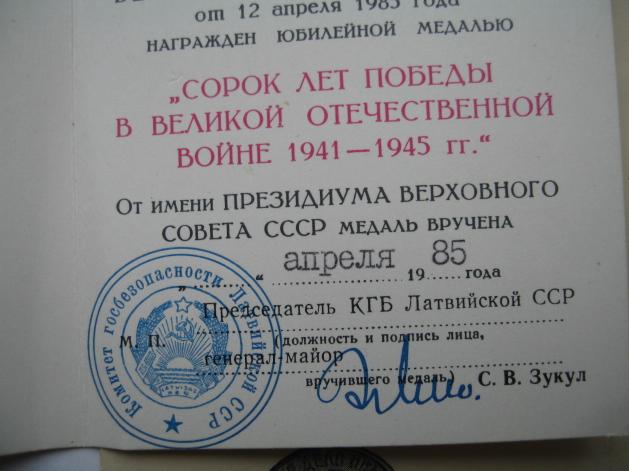 от 12 апреля 1985 года
НАГРАЖДЕН ЮБИЛЕЙНОЙ МЕДАЛЬЮ
„СОРОК ЛЕТ ПОБЕДЫ
В ВЕЛИКОЙ ОТЕЧЕСТВЕННОЙ
ВОЙНЕ 1941—1945 гг.“
От имени ПРЕЗИДИУМА ВЕРХОВНОГО
СОВЕТА СССР МЕДАЛЬ ВРУЧЕНА
„.......“ апреля 19 85 года
Председатель КГБ Латвийской ССР
М. П. (должность и подпись лица,
генерал-майор
вручившего медаль) С. В. Зукул
Комитет госбезопасности Латвийской ССР